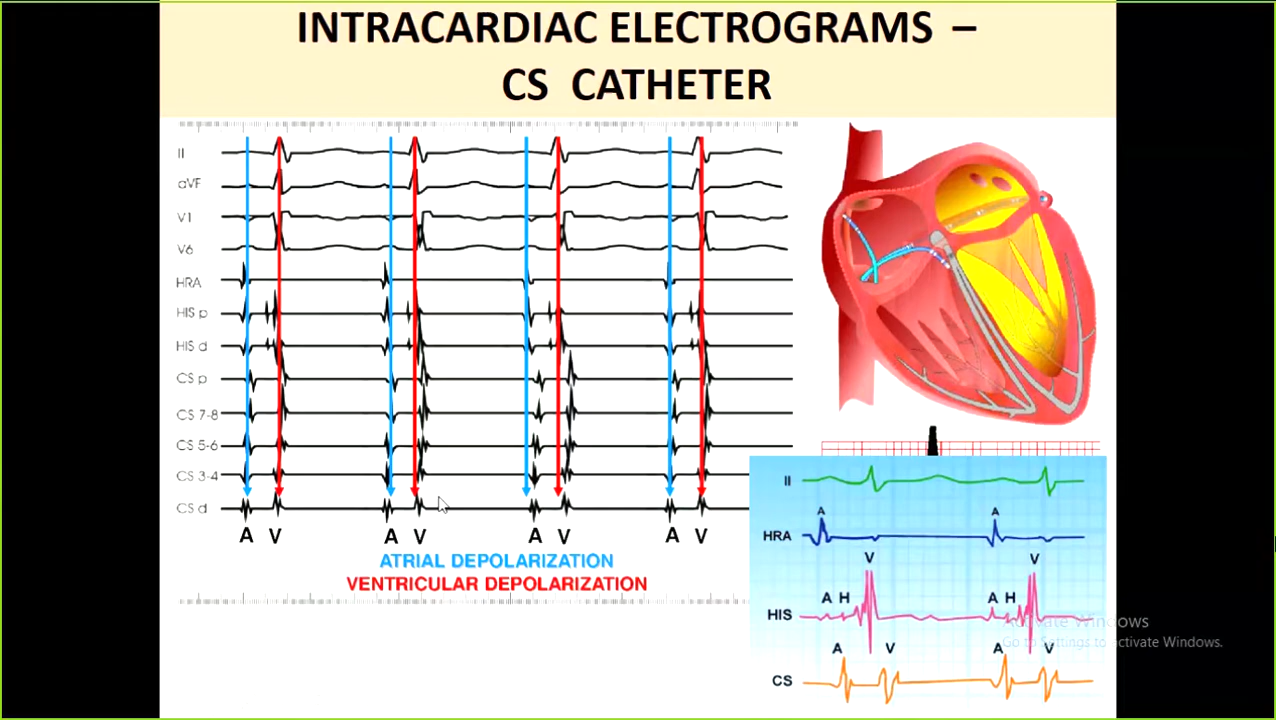 INTRACARDIAC ELECTROGRAMS –
CS CATHETER
II
aVF
V1
V6
HRA
HIS p
HIS d
CS p
CS 7-8
CS 5-6
CS 3-4
CS d
A V A V A V A V
ATRIAL DEPOLARIZATION
VENTRICULAR DEPOLARIZATION
II
A A
HRA
V V
A H A H
HIS
Activate Windows
Go to Settings to activate Windows.
A V A V
CS